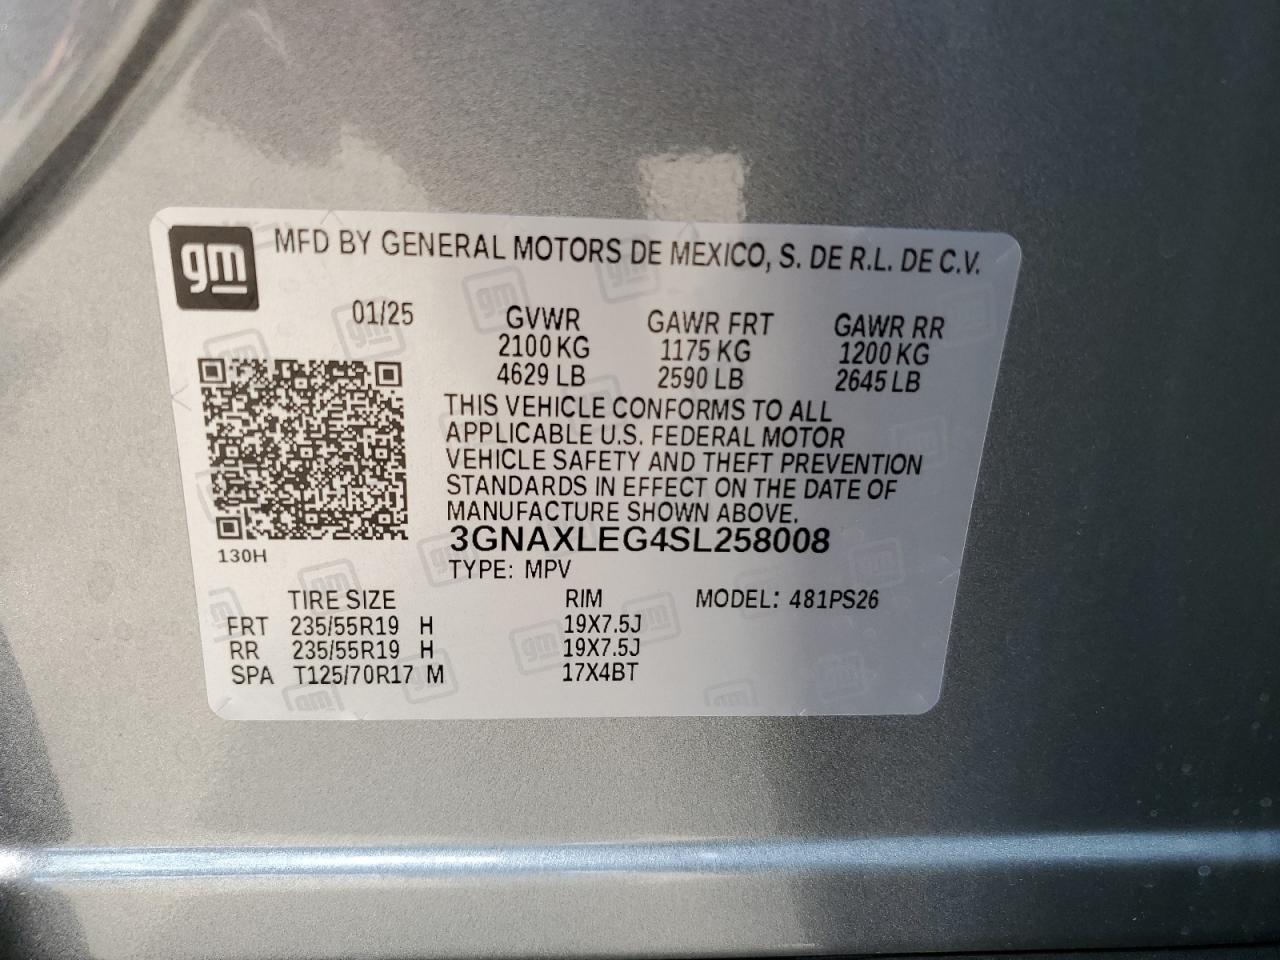 gm MFD BY GENERAL MOTORS DE MEXICO, S. DE R.L. DE C.V.
01/25 GVWR GAWR FRT GAWR RR
2100 KG 1175 KG 1200 KG
4629 LB 2590 LB 2645 LB
THIS VEHICLE CONFORMS TO ALL
APPLICABLE U.S. FEDERAL MOTOR
VEHICLE SAFETY AND THEFT PREVENTION
STANDARDS IN EFFECT ON THE DATE OF
MANUFACTURE SHOWN ABOVE.
3GNAXLEG4SL258008
130H
TYPE: MPV
TIRE SIZE RIM MODEL: 481PS26
FRT 235/55R19 H 19X7.5J
RR 235/55R19 H 19X7.5J
SPA T125/70R17 M 17X4BT